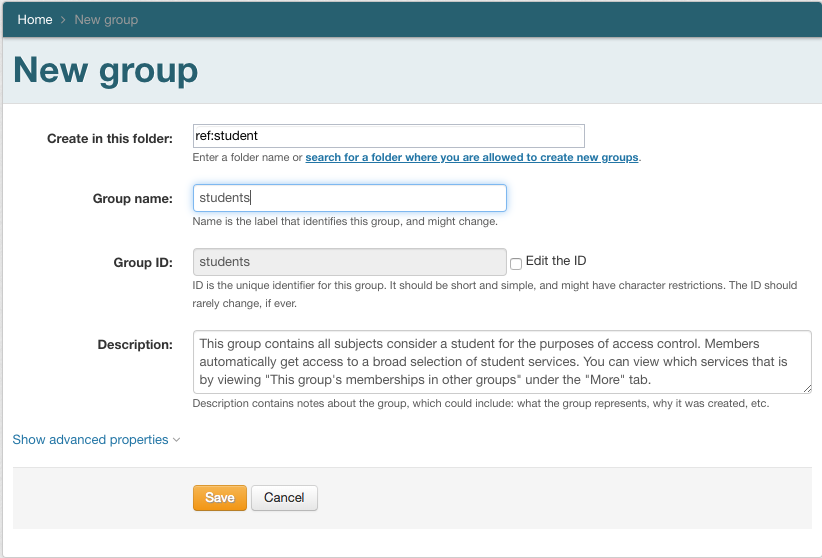 Home > New group
New group
Create in this folder: ref:student
Enter a folder name or search for a folder where you are allowed to create new groups.
Group name: students
Name is the label that identifies this group, and might change.
Group ID: students Edit the ID
ID is the unique identifier for this group. It should be short and simple, and might have character restrictions. The ID should
rarely change, if ever.
Description: This group contains all subjects consider a student for the purposes of access control. Members
automatically get access to a broad selection of student services. You can view which services that is
by viewing "This group's memberships in other groups" under the "More" tab.
Description contains notes about the group, which could include: what the group represents, why it was created, etc.
Show advanced properties
Save Cancel